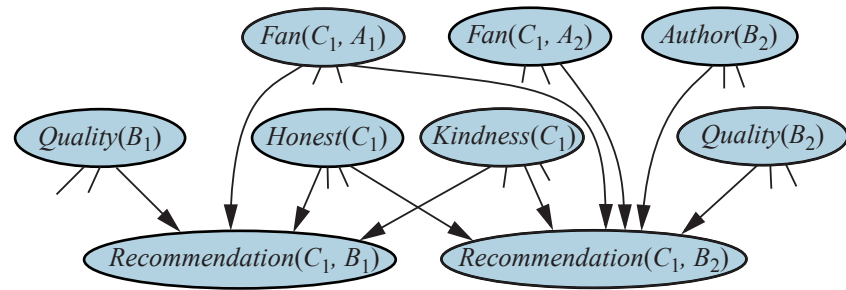 Fan(C1, A1) Fan(C1, A2) Author(B2)
Quality(B1) Honest(C1) Kindness(C1) Quality(B2)
Recommendation(C1, B1) Recommendation(C1, B2)